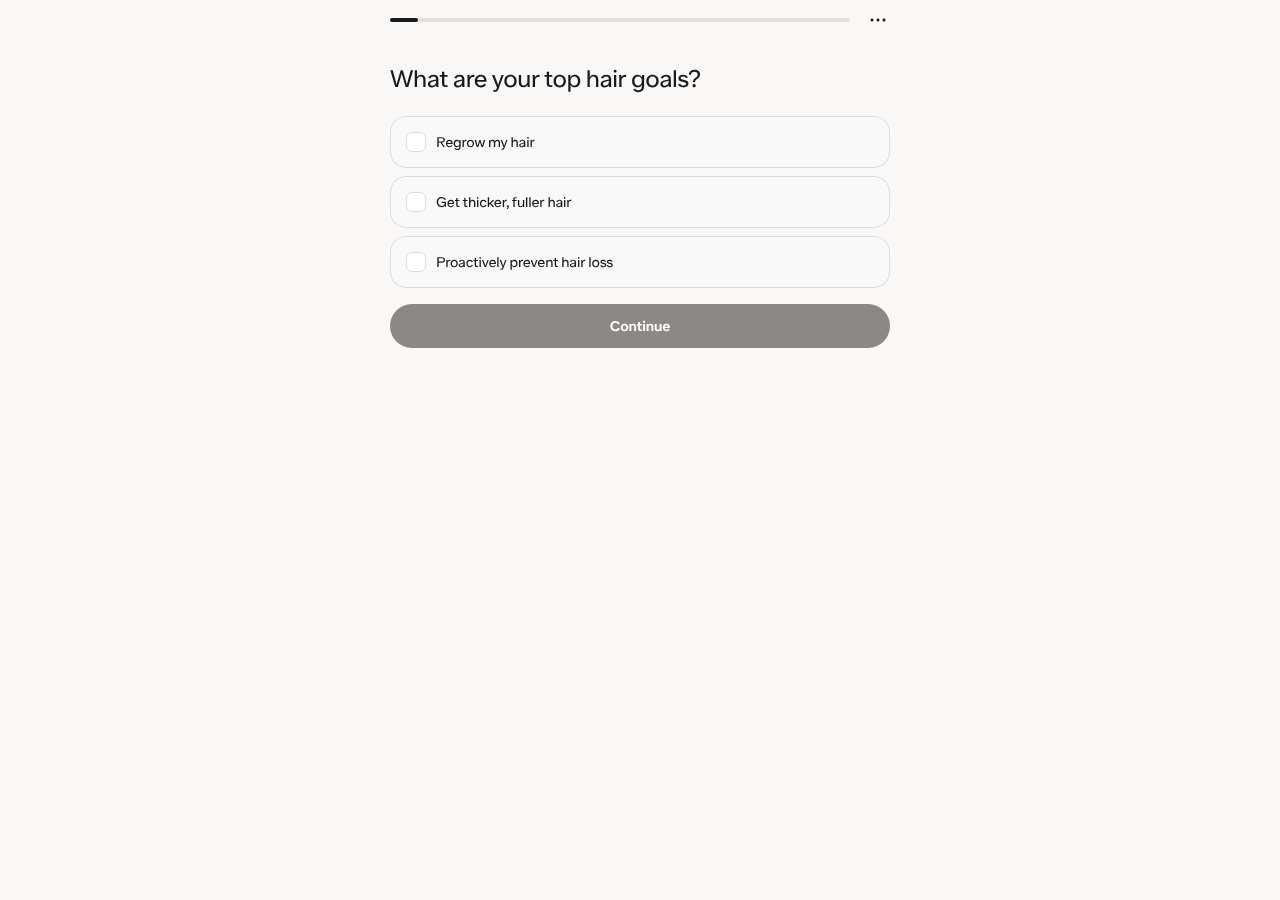 What are your top hair goals?
Regrow my hair
Get thicker, fuller hair
Proactively prevent hair loss
Continue